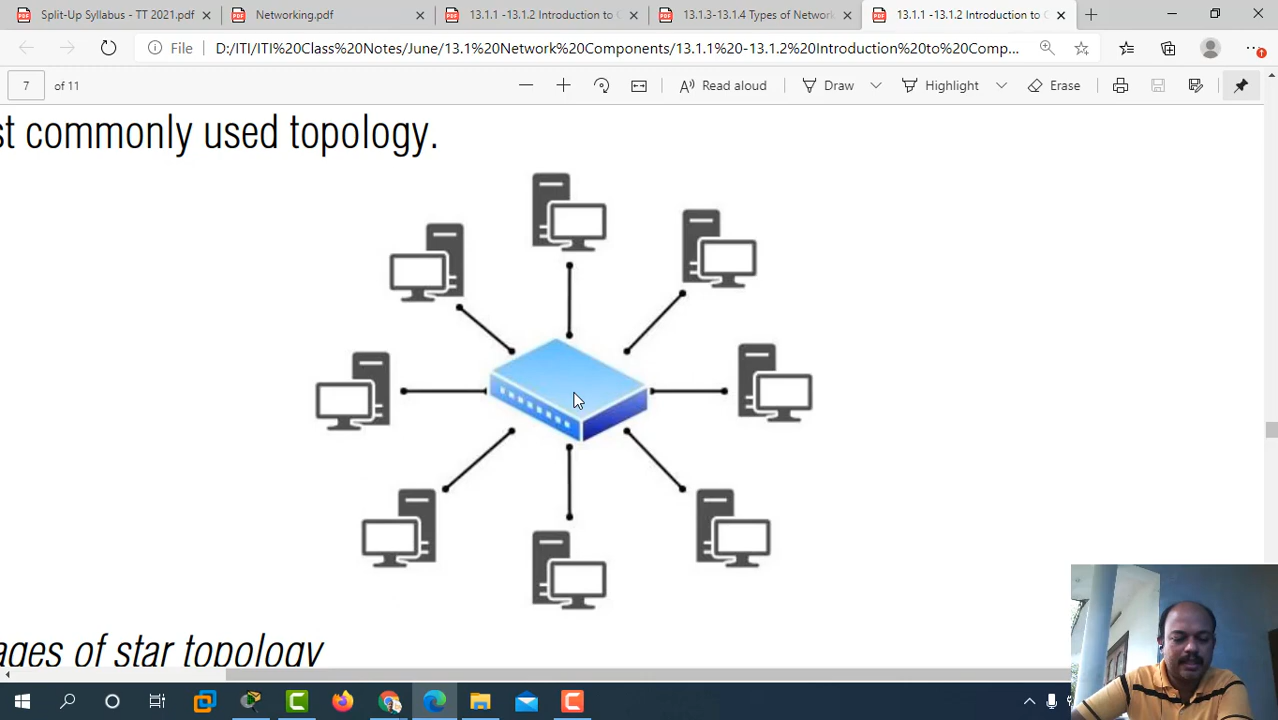 Split-Up Syllabus - TT 2021.pdf
Networking.pdf
13.1.1 -13.1.2 Introduction to C
13.1.3-13.1.4 Types of Network
13.1.1 -13.1.2 Introduction to C
File
D:/ITI/ITI%20Class%20Notes/June/13.1%20Network%20Components/13.1.1%20-13.1.2%20Introduction%20to%20Comp...
7 of 11
Read aloud
Draw
Highlight
Erase
st commonly used topology.
ages of star topology